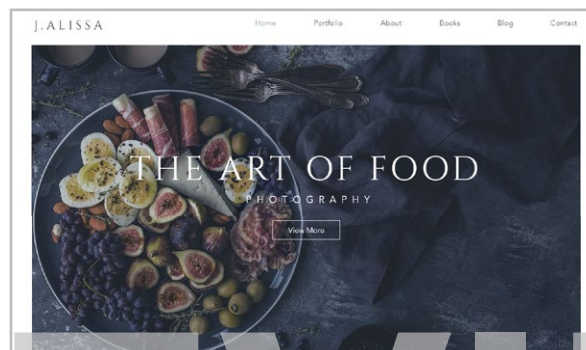 J.ALISSA
Home Portfolio About Books Blog Contact
THE ART OF FOOD
PHOTOGRAPHY
View More